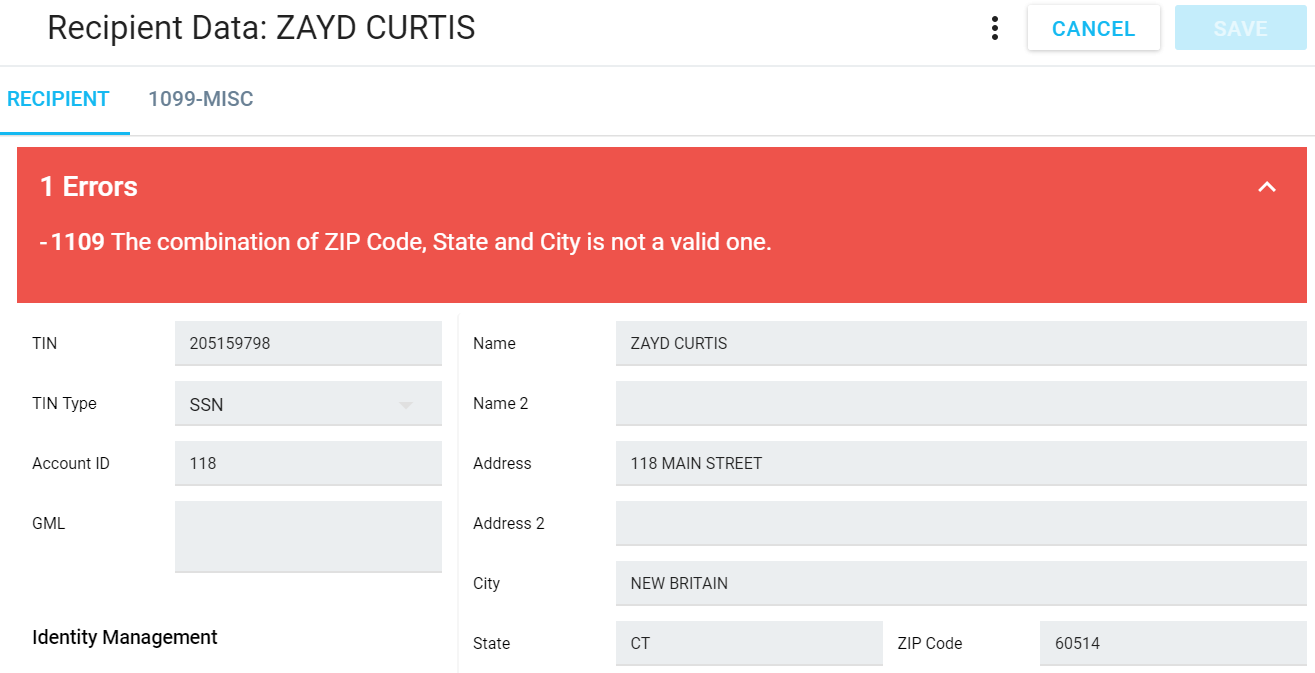 Recipient Data: ZAYD CURTIS
CANCEL
SAVE
RECIPIENT
1099-MISC
1 Errors
-1109 The combination of ZIP Code, State and City is not a valid one.
TIN
205159798
TIN Type
SSN
Account ID
118
GML
Identity Management
Name
ZAYD CURTIS
Name 2
Address
118 MAIN STREET
Address 2
City
NEW BRITAIN
State
CT
ZIP Code
60514